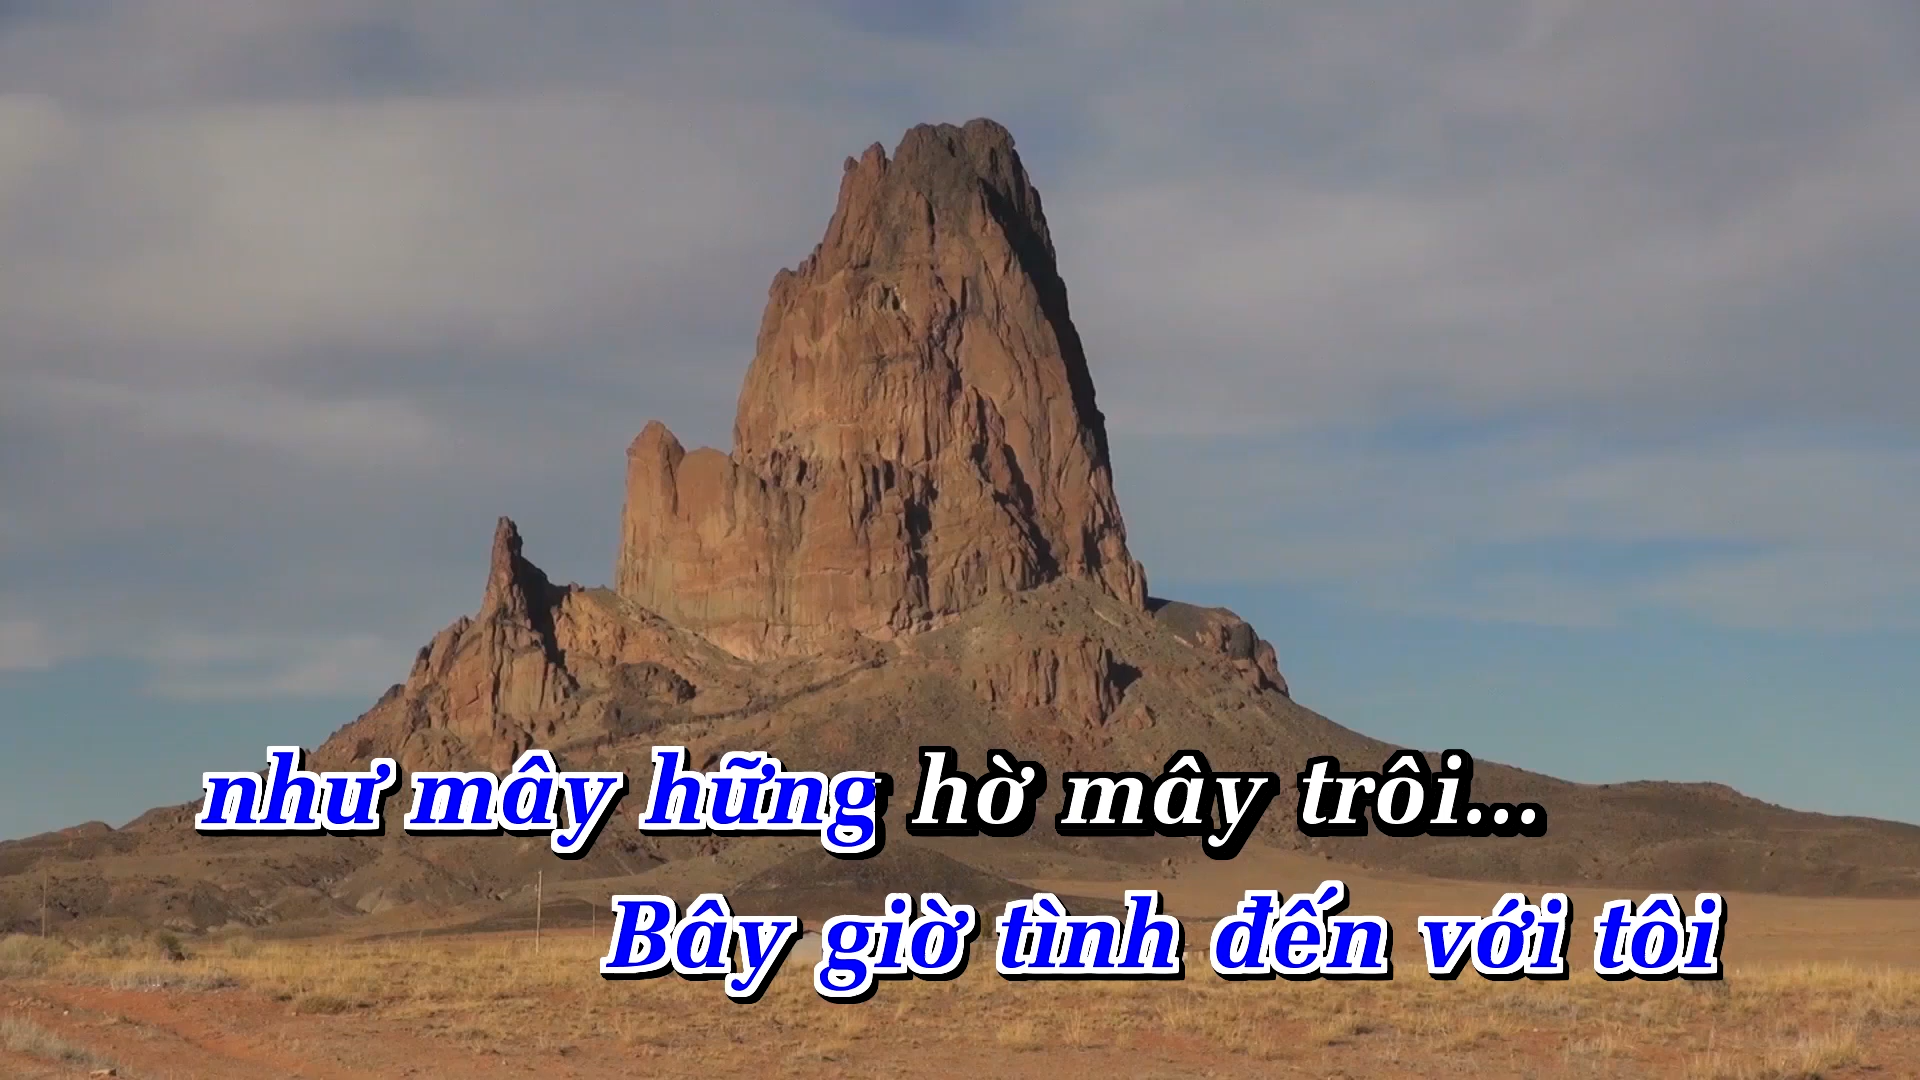 như mây hững hờ mây trôi...
Bây giờ tình đến với tôi